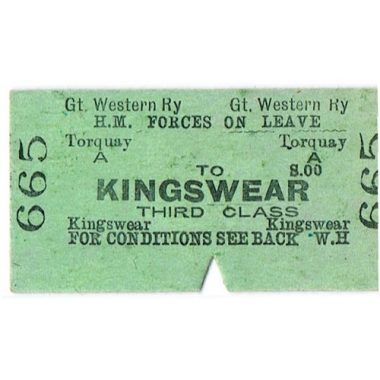 Gt. Western Ry Gt. Western Ry
H.M. FORCES ON LEAVE
Torquay Torquay
A A
TO 8.00
KINGSWEAR
THIRD CLASS
Kingswear Kingswear
FOR CONDITIONS SEE BACK W.H
665
665